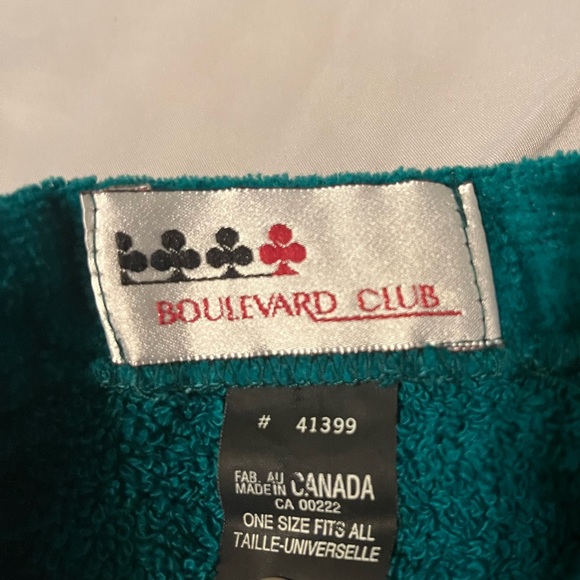 BOULEVARD CLUB
# 41399
FAB. AU
MADE IN CANADA
CA 00222
ONE SIZE FITS ALL
TAILLE-UNIVERSELLE